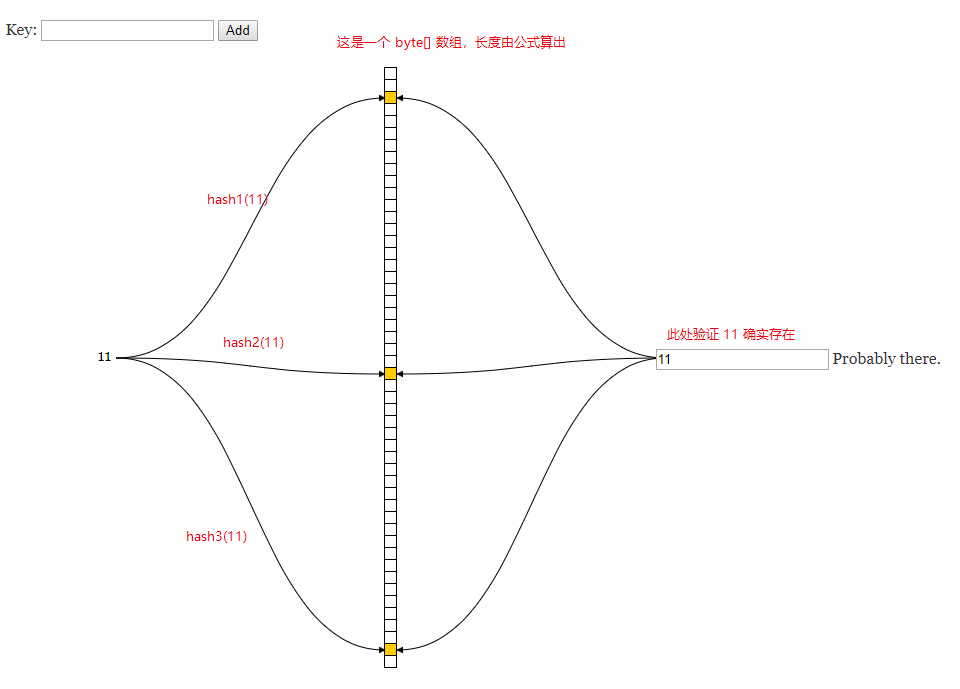 Key: Add
这是一个 byte[] 数组，长度由公式算出
hash1(11)
此处验证 11 确实存在
hash2(11)
11
11 Probably there.
hash3(11)